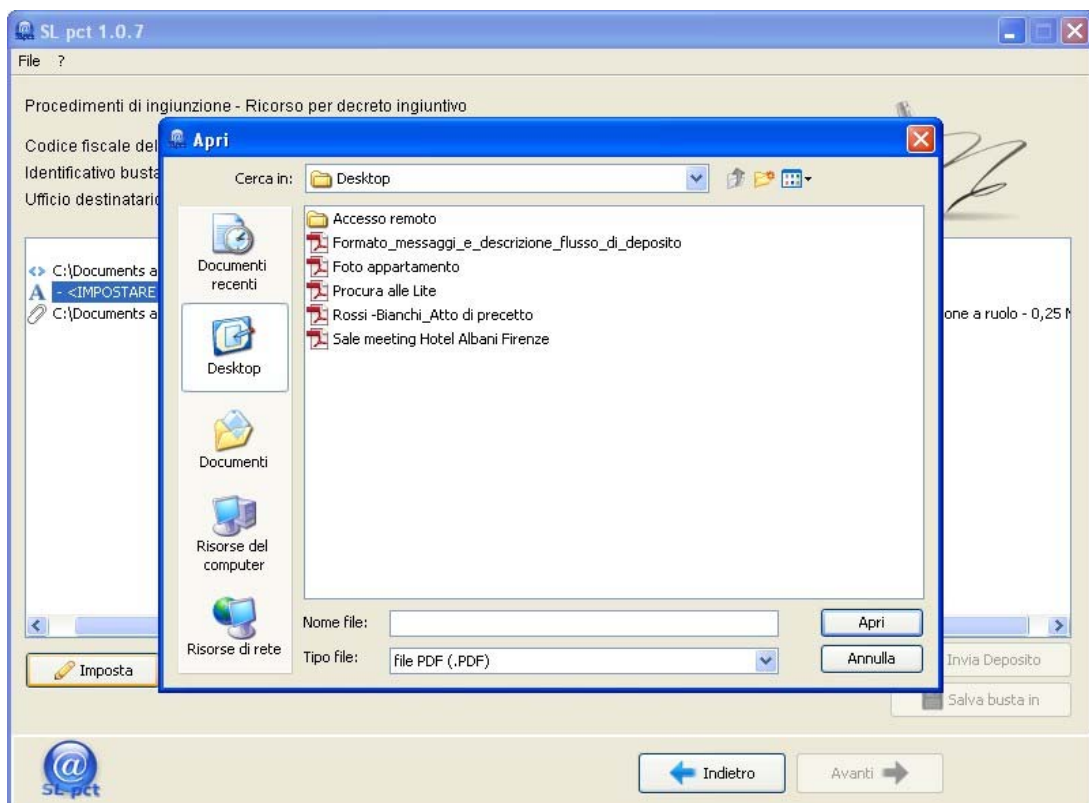 SL pct 1.0.7
File ?
Procedimenti di ingiunzione - Ricorso per decreto ingiuntivo
Codice fiscale del
Identificativo busta
Ufficio destinatario
Apri
Cerca in: Desktop
Documenti recenti
Desktop
Documenti
Risorse del computer
Risorse di rete
Accesso remoto
Formato_messaggi_e_descrizione_flusso_di_deposito
Foto appartamento
Procura alle Lite
Rossi -Bianchi_Atto di precetto
Sale meeting Hotel Albani Firenze
Nome file:
Apri
Tipo file: file PDF (.PDF)
Annulla
C:\Documents a
A - <IMPOSTARE
C:\Documents a
one a ruolo - 0,25
Imposta
Invia Deposito
Salva busta in
SL pct
Indietro
Avanti